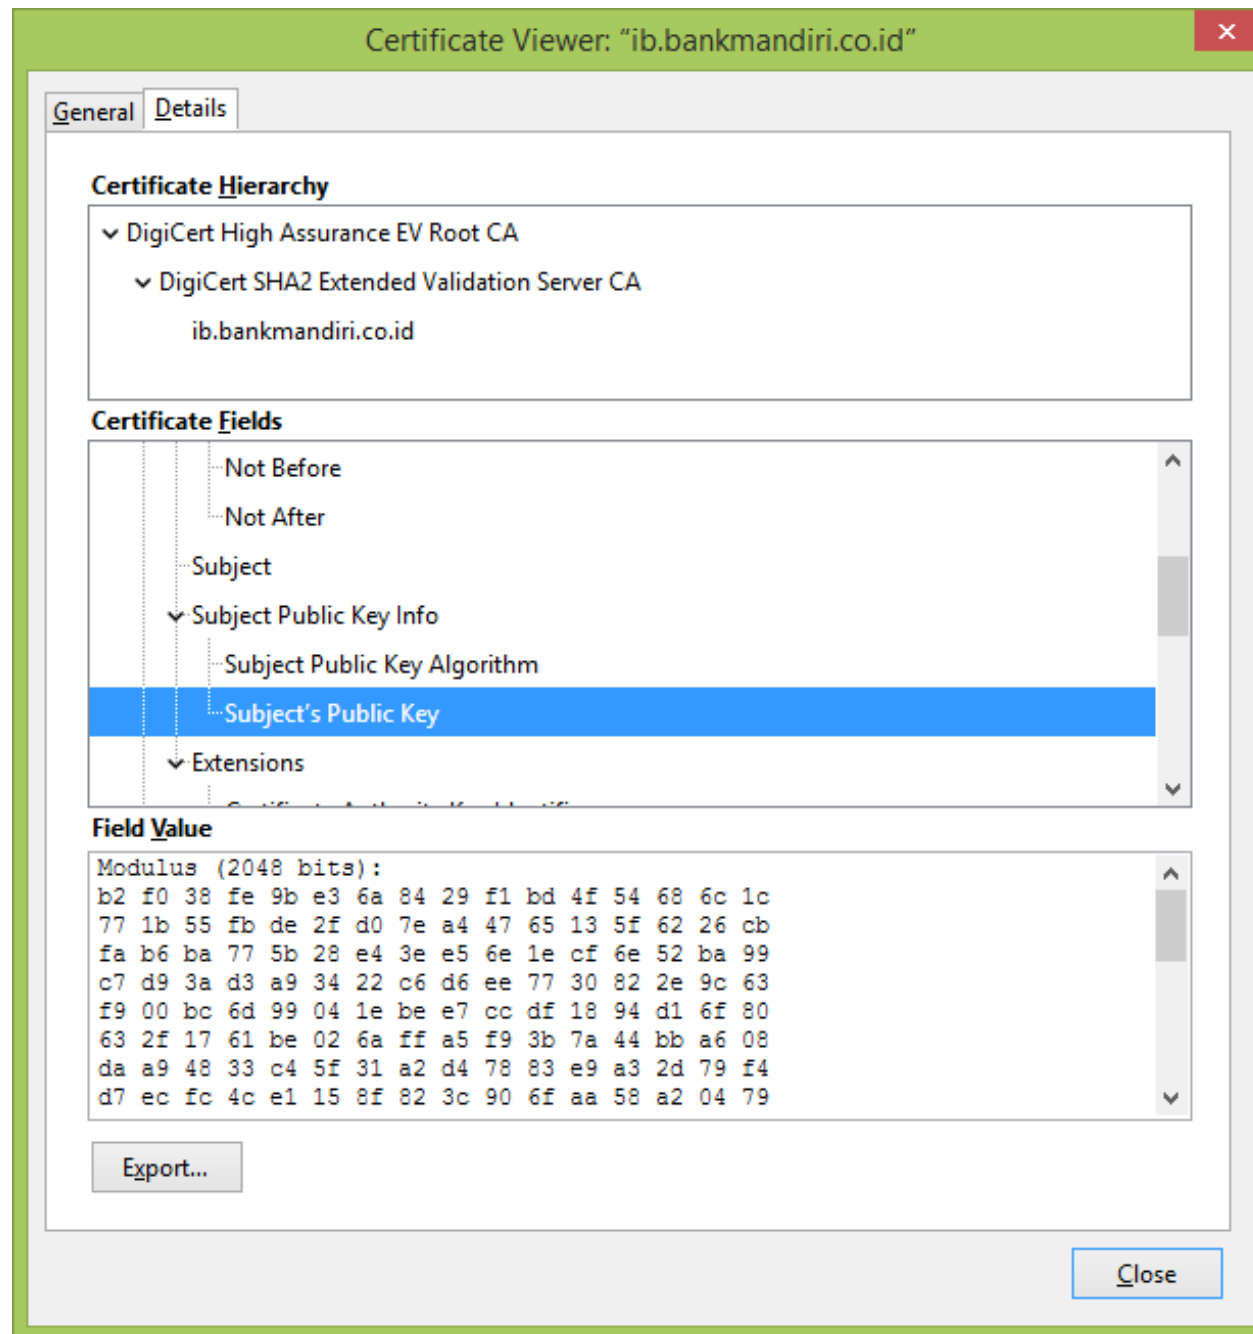 Certificate Viewer: “ib.bankmandiri.co.id”
General Details
Certificate Hierarchy
DigiCert High Assurance EV Root CA
DigiCert SHA2 Extended Validation Server CA
ib.bankmandiri.co.id
Certificate Fields
Not Before
Not After
Subject
Subject Public Key Info
Subject Public Key Algorithm
Subject’s Public Key
Extensions
Field Value
Modulus (2048 bits):
b2 f0 38 fe 9b e3 6a 84 29 f1 bd 4f 54 68 6c 1c
77 1b 55 fb de 2f d0 7e a4 47 65 13 5f 62 26 cb
fa b6 ba 77 5b 28 e4 3e e5 6e 1e cf 6e 52 ba 99
c7 d9 3a d3 a9 34 22 c6 d6 ee 77 30 82 2e 9c 63
f9 00 bc 6d 99 04 1e be e7 cc df 18 94 d1 6f 80
63 2f 17 61 be 02 6a ff a5 f9 3b 7a 44 bb a6 08
da a9 48 33 c4 5f 31 a2 d4 78 83 e9 a3 2d 79 f4
d7 ec fc 4c e1 15 8f 82 3c 90 6f aa 58 a2 04 79
Export...
Close